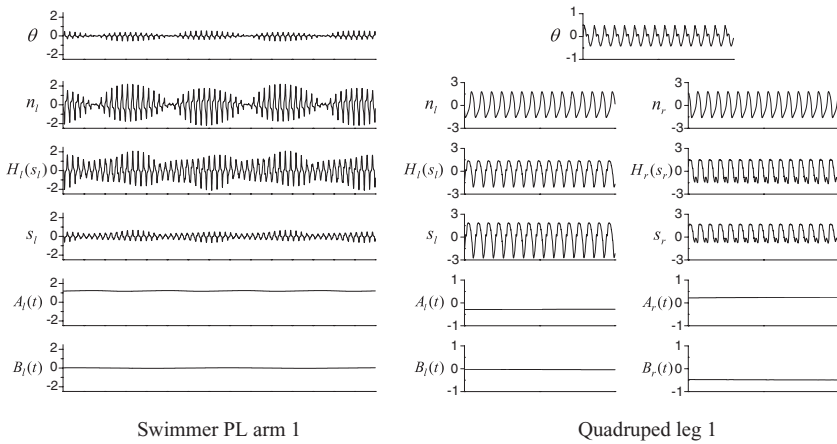 θ
2
0
-2
n_l
2
0
-2
H_l(s_l)
2
0
-2
s_l
2
0
-2
A_l(t)
2
0
-2
B_l(t)
2
0
-2
Swimmer PL arm 1
θ
1
0
-1
n_l
3
0
-3
n_r
3
0
-3
H_l(s_l)
3
0
-3
H_r(s_r)
3
0
-3
s_l
3
0
-3
s_r
3
0
-3
A_l(t)
1
0
-1
A_r(t)
1
0
-1
B_l(t)
1
0
-1
B_r(t)
1
0
-1
Quadruped leg 1